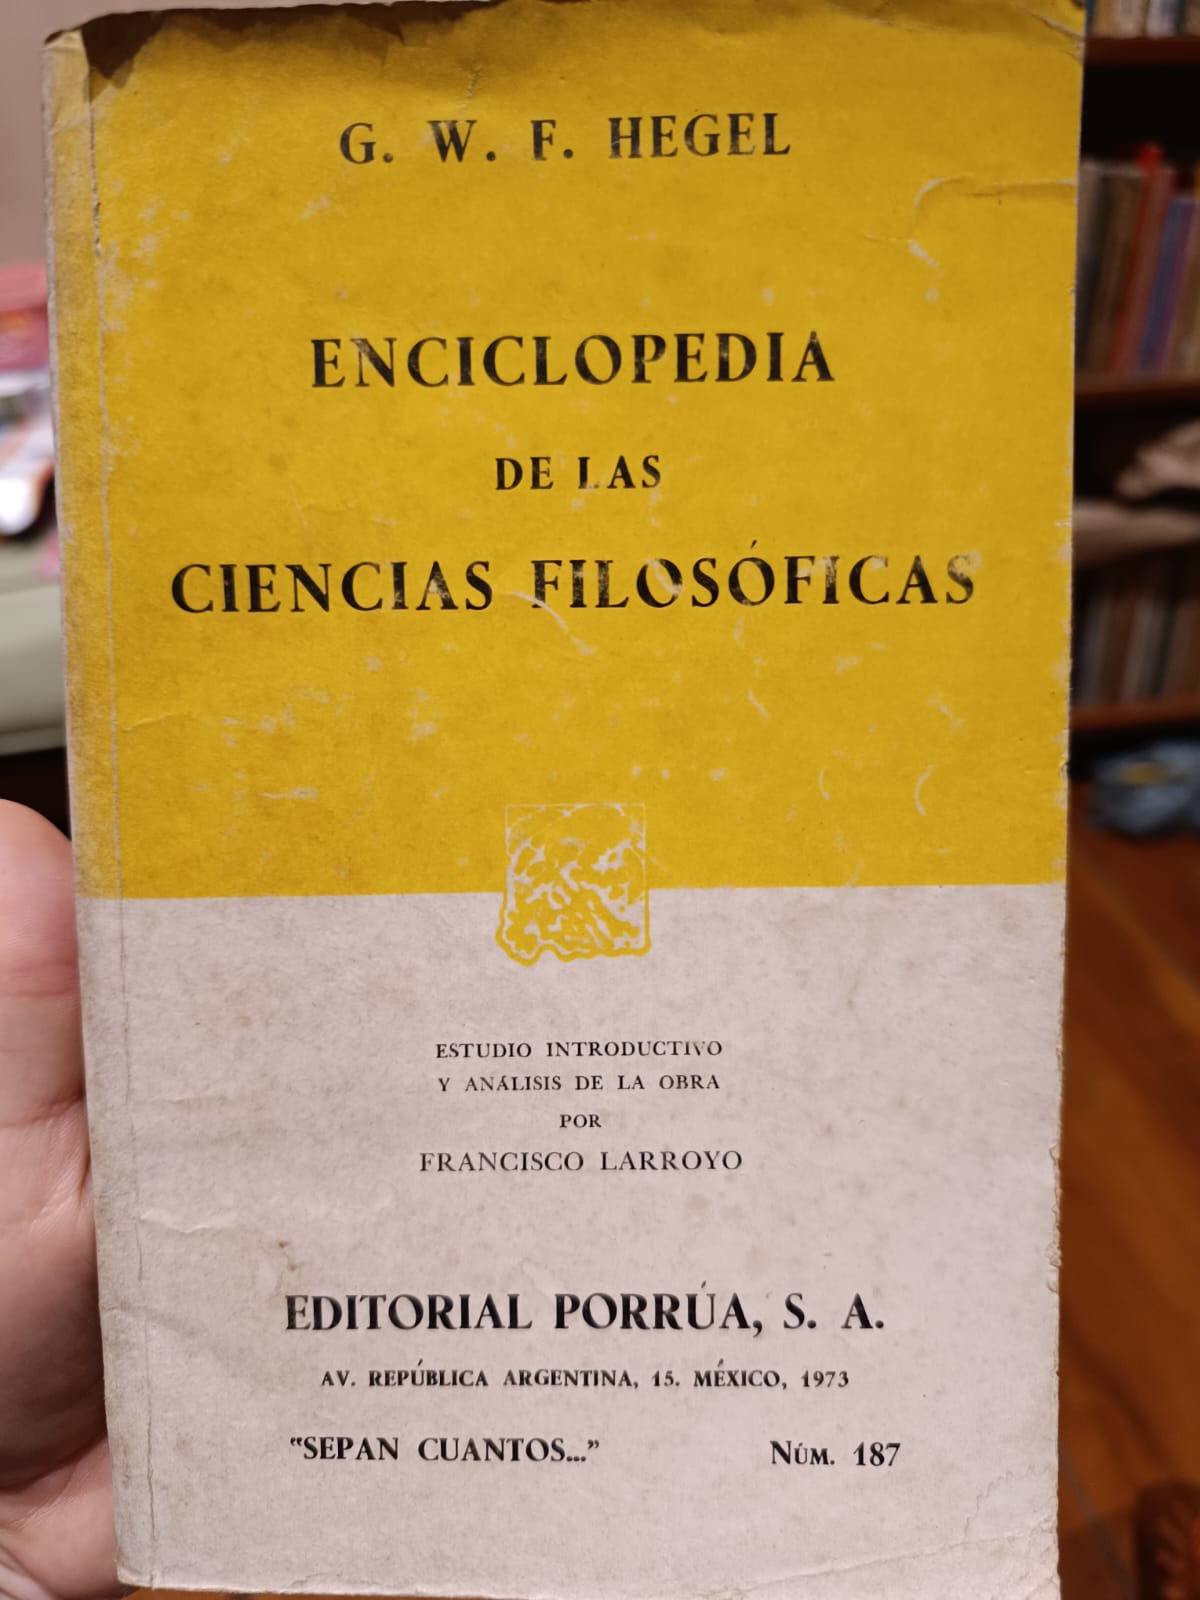 G. W. F. HEGEL
ENCICLOPEDIA
DE LAS
CIENCIAS FILOSÓFICAS
ESTUDIO INTRODUCTIVO
Y ANÁLISIS DE LA OBRA
POR
FRANCISCO LARROYO
EDITORIAL PORRÚA, S. A.
AV. REPÚBLICA ARGENTINA, 15. MÉXICO, 1973
"SEPAN CUANTOS..." NÚM. 187